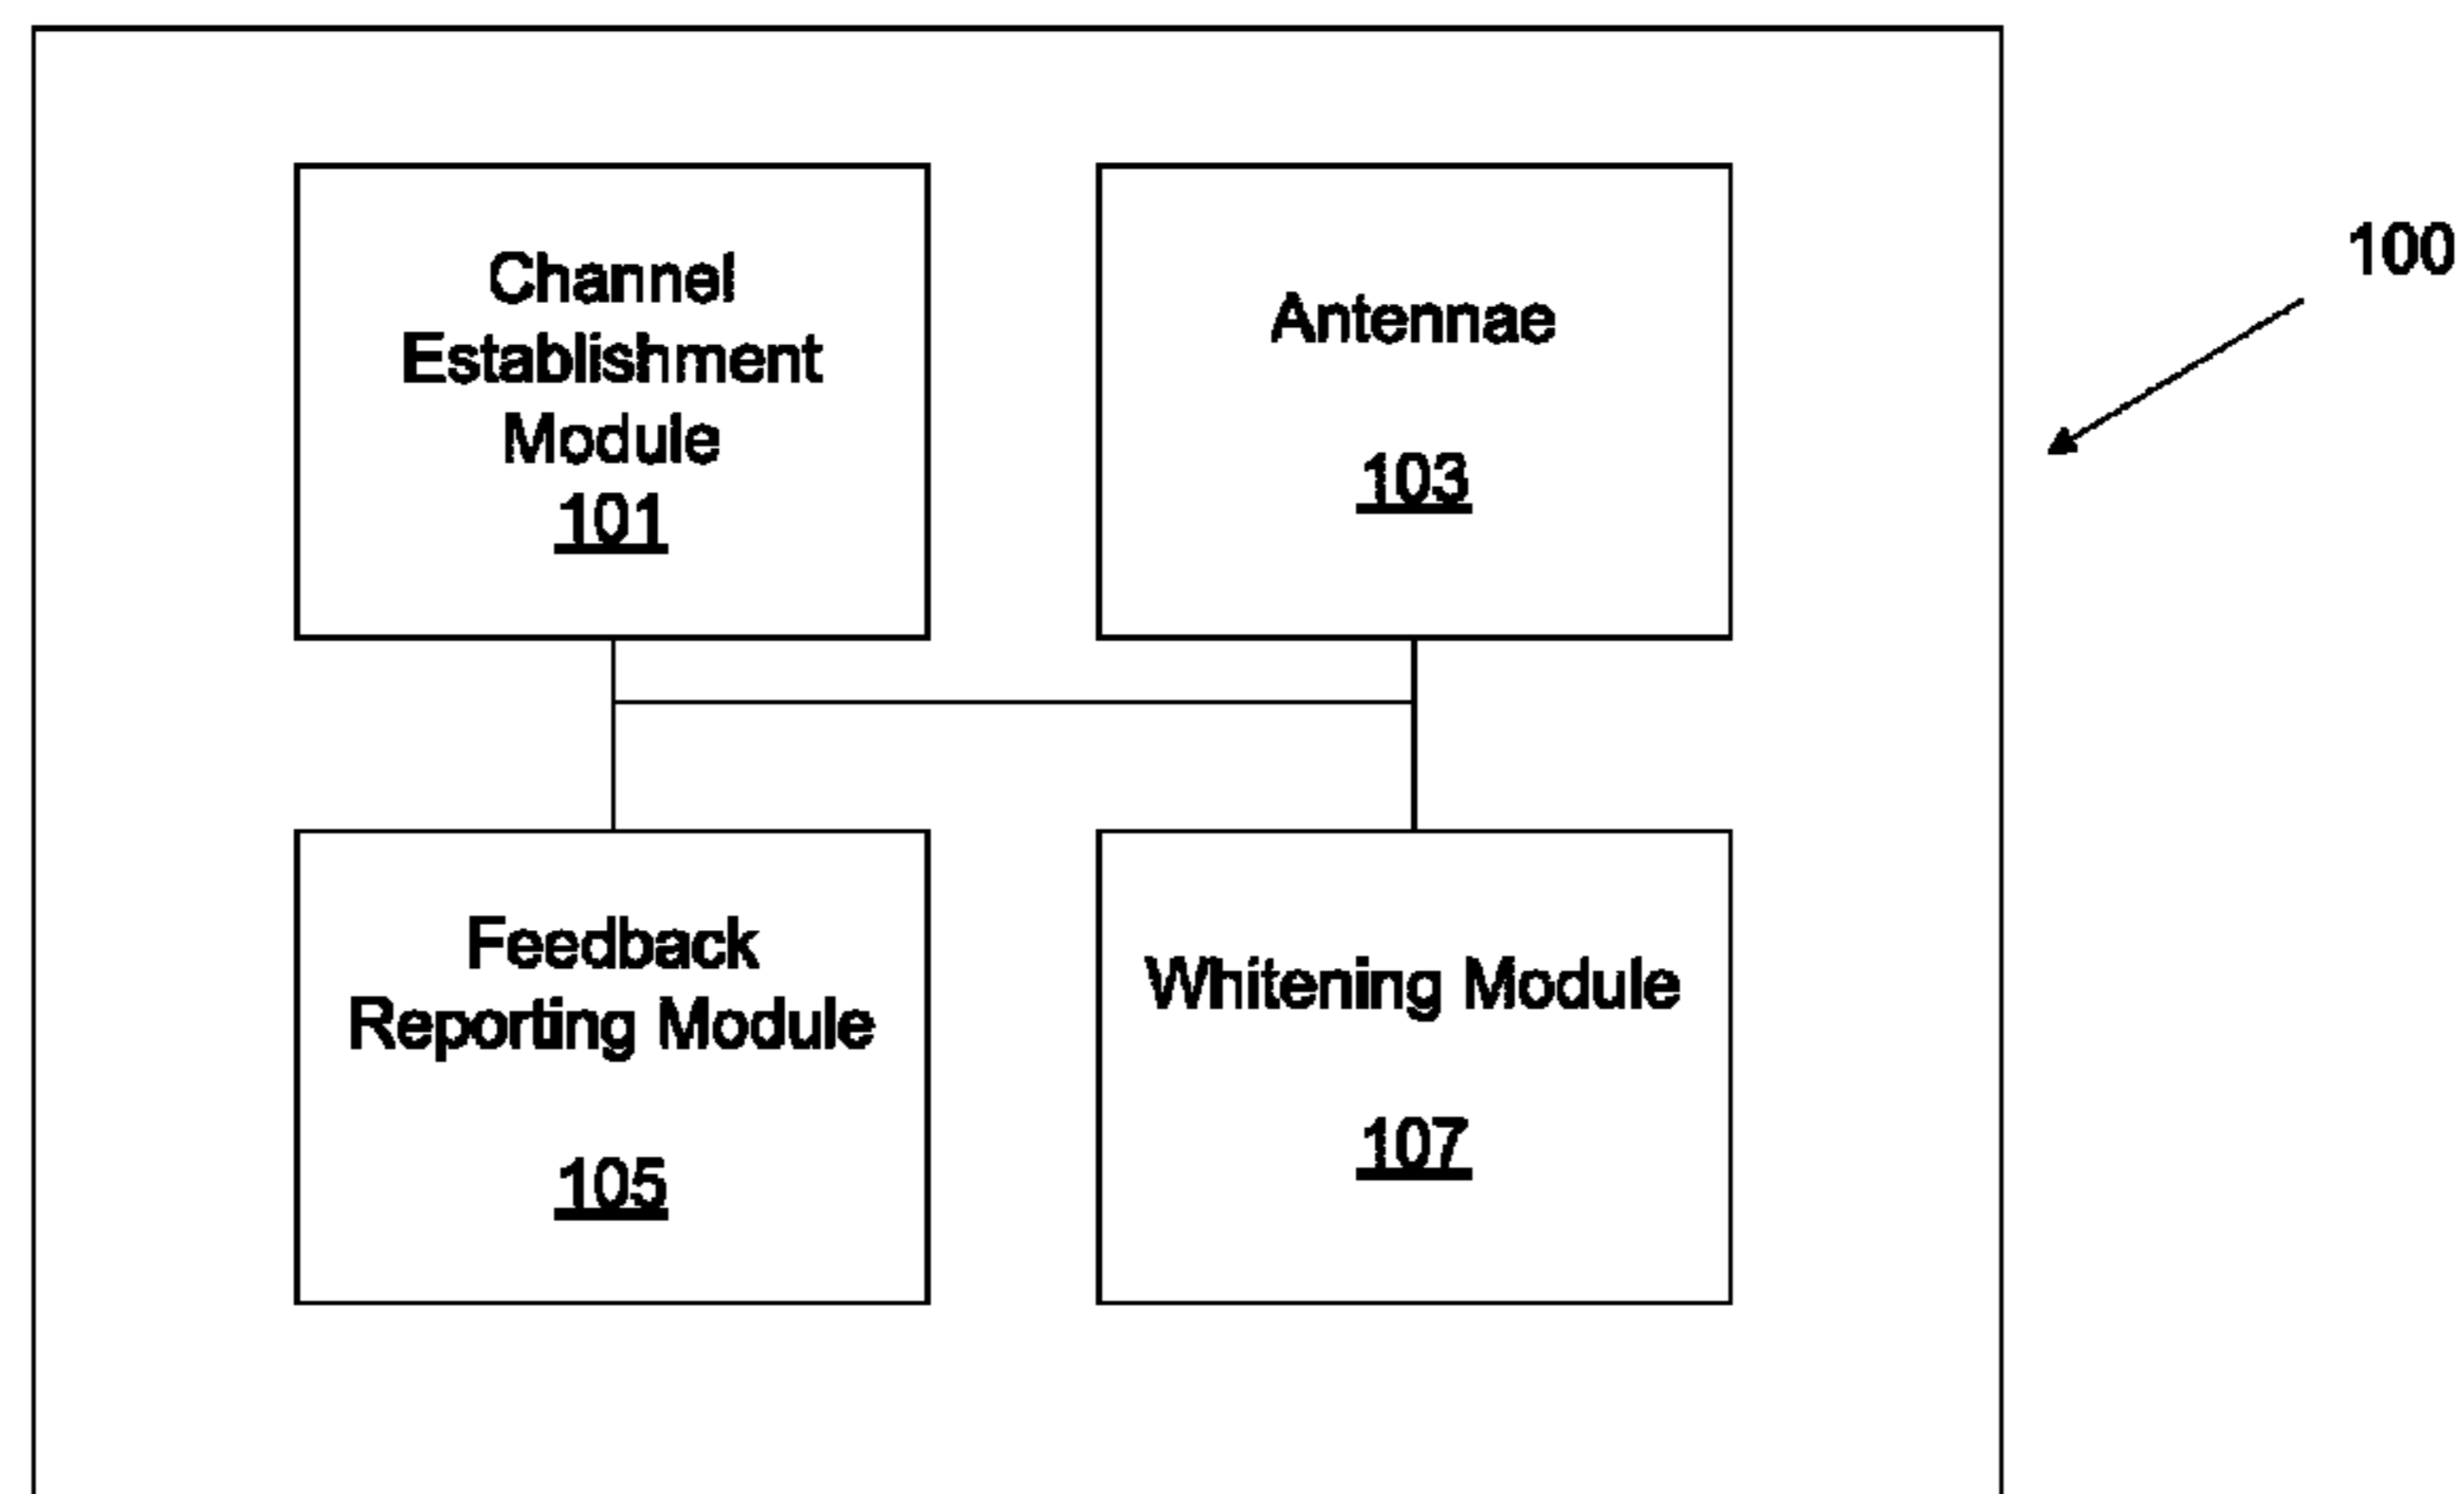 Channel
Establishment
Module
101
Antennae
103
100
Feedback
Reporting Module
105
Whitening Module
107